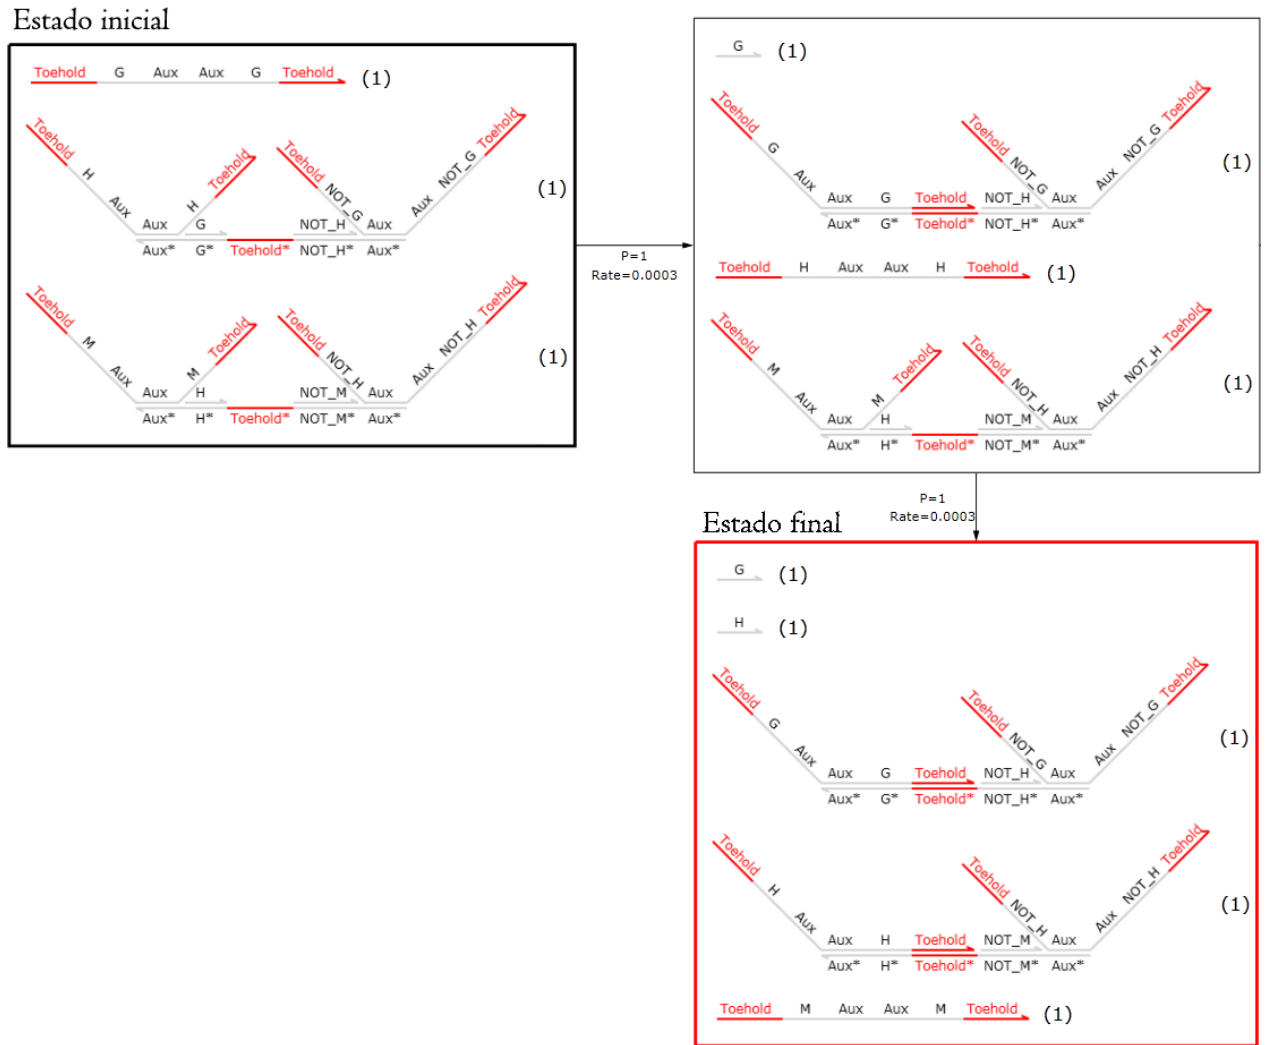 Estado inicial
Toehold G Aux Aux G Toehold (1)
Toehold H Aux Aux H Toehold
G
Toehold NOT_G
NOT_H Aux
Aux NOT_G Toehold
(1)
Aux* G* Toehold* NOT_H* Aux*
Toehold M Aux Aux M Toehold
H
Toehold NOT_H
NOT_M Aux
Aux NOT_H Toehold
(1)
Aux* H* Toehold* NOT_M* Aux*
P=1
Rate=0.0003
G (1)
Toehold G Aux Aux G Toehold
Toehold NOT_G
NOT_H Aux
Aux NOT_G Toehold
(1)
Aux* G* Toehold* NOT_H* Aux*
Toehold H Aux Aux H Toehold (1)
Toehold M Aux Aux M Toehold
H
Toehold NOT_H
NOT_M Aux
Aux NOT_H Toehold
(1)
Aux* H* Toehold* NOT_M* Aux*
P=1
Rate=0.0003
Estado final
G (1)
H (1)
Toehold G Aux Aux G Toehold
Toehold NOT_G
NOT_H Aux
Aux NOT_G Toehold
(1)
Aux* G* Toehold* NOT_H* Aux*
Toehold H Aux Aux H Toehold
Toehold NOT_H
NOT_M Aux
Aux NOT_H Toehold
(1)
Aux* H* Toehold* NOT_M* Aux*
Toehold M Aux Aux M Toehold (1)